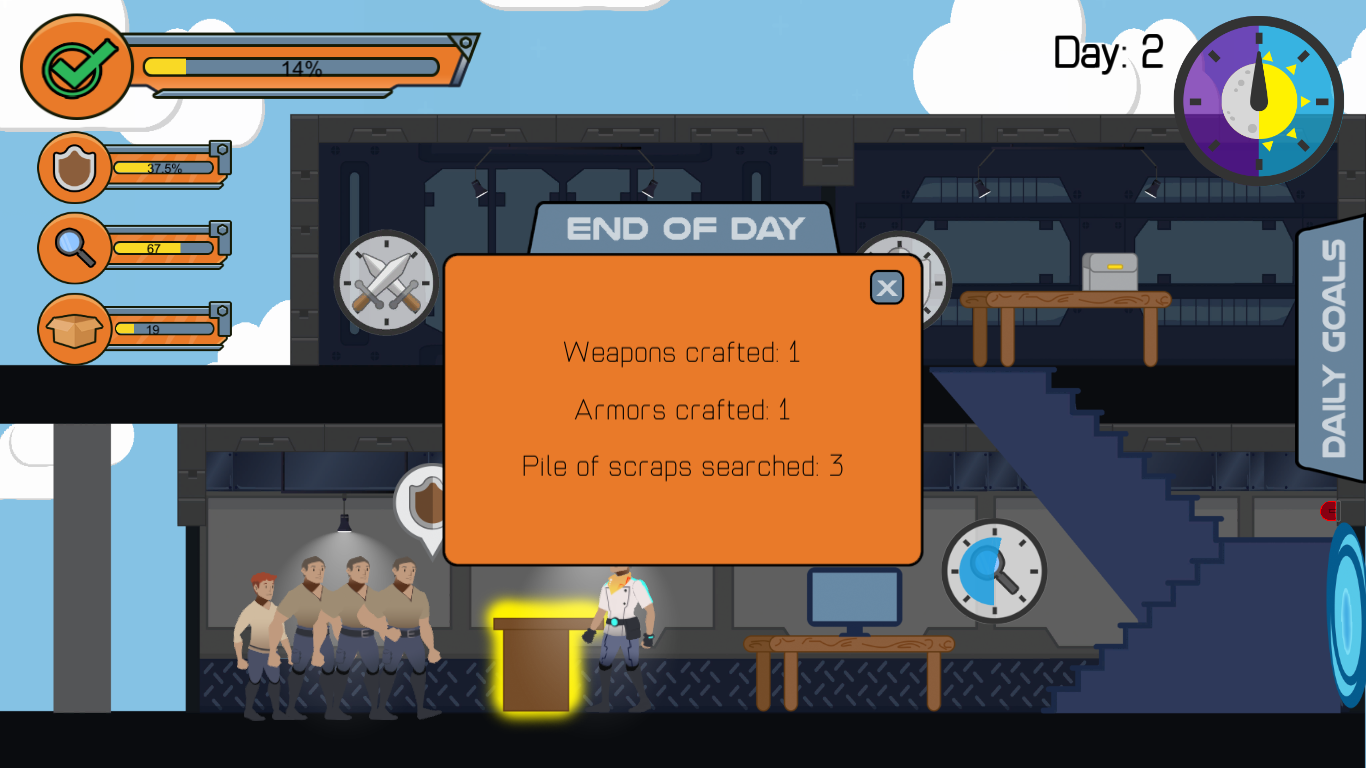 14%
Day: 2
37.5%
67
19
END OF DAY
X
Weapons crafted: 1
Armors crafted: 1
Pile of scraps searched: 3
DAILY GOALS